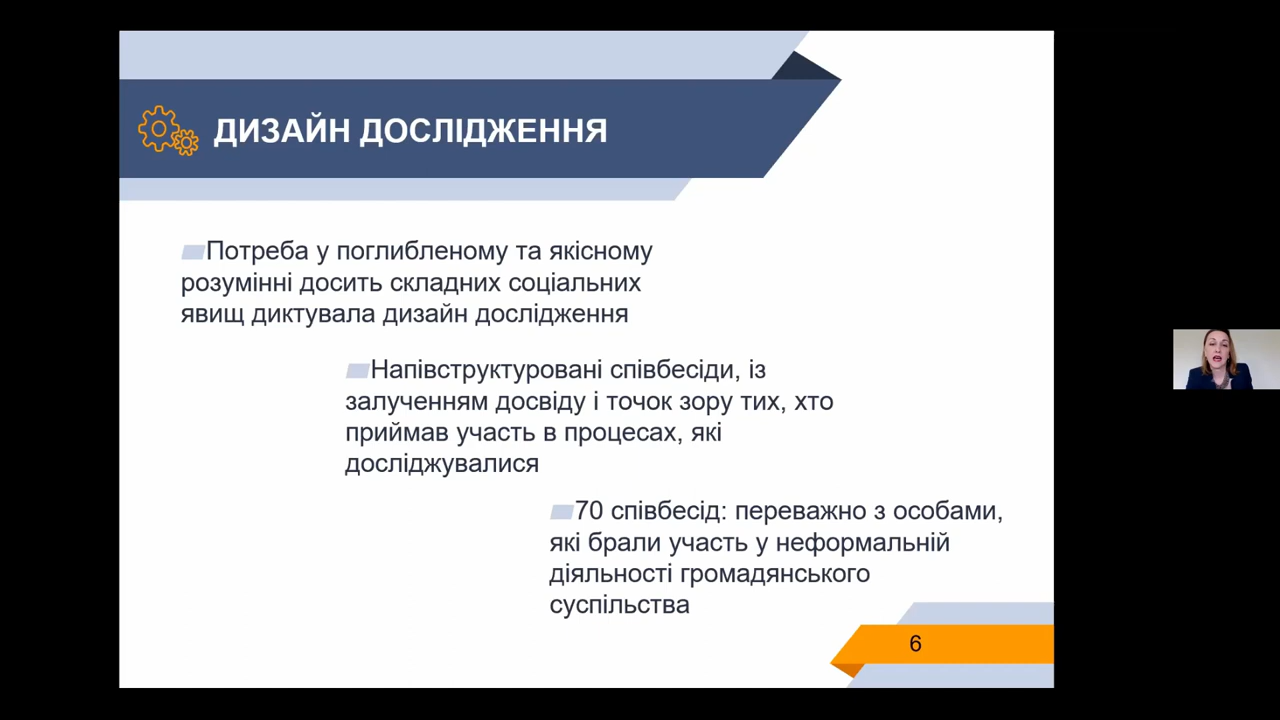 ДИЗАЙН ДОСЛІДЖЕННЯ
Потреба у поглибленому та якісному
розумінні досить складних соціальних
явищ диктувала дизайн дослідження
Напівструктуровані співбесіди, із
залученням досвіду і точок зору тих, хто
приймав участь в процесах, які
досліджувалися
70 співбесід: переважно з особами,
які брали участь у неформальній
діяльності громадянського
суспільства
6